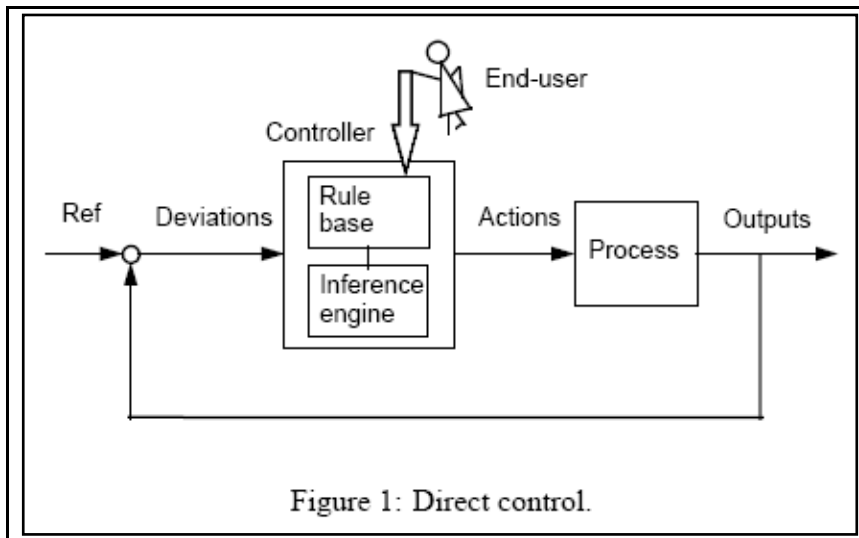 End-user
Controller
Ref
Deviations
Rule
base
Inference
engine
Actions
Process
Outputs
Figure 1: Direct control.